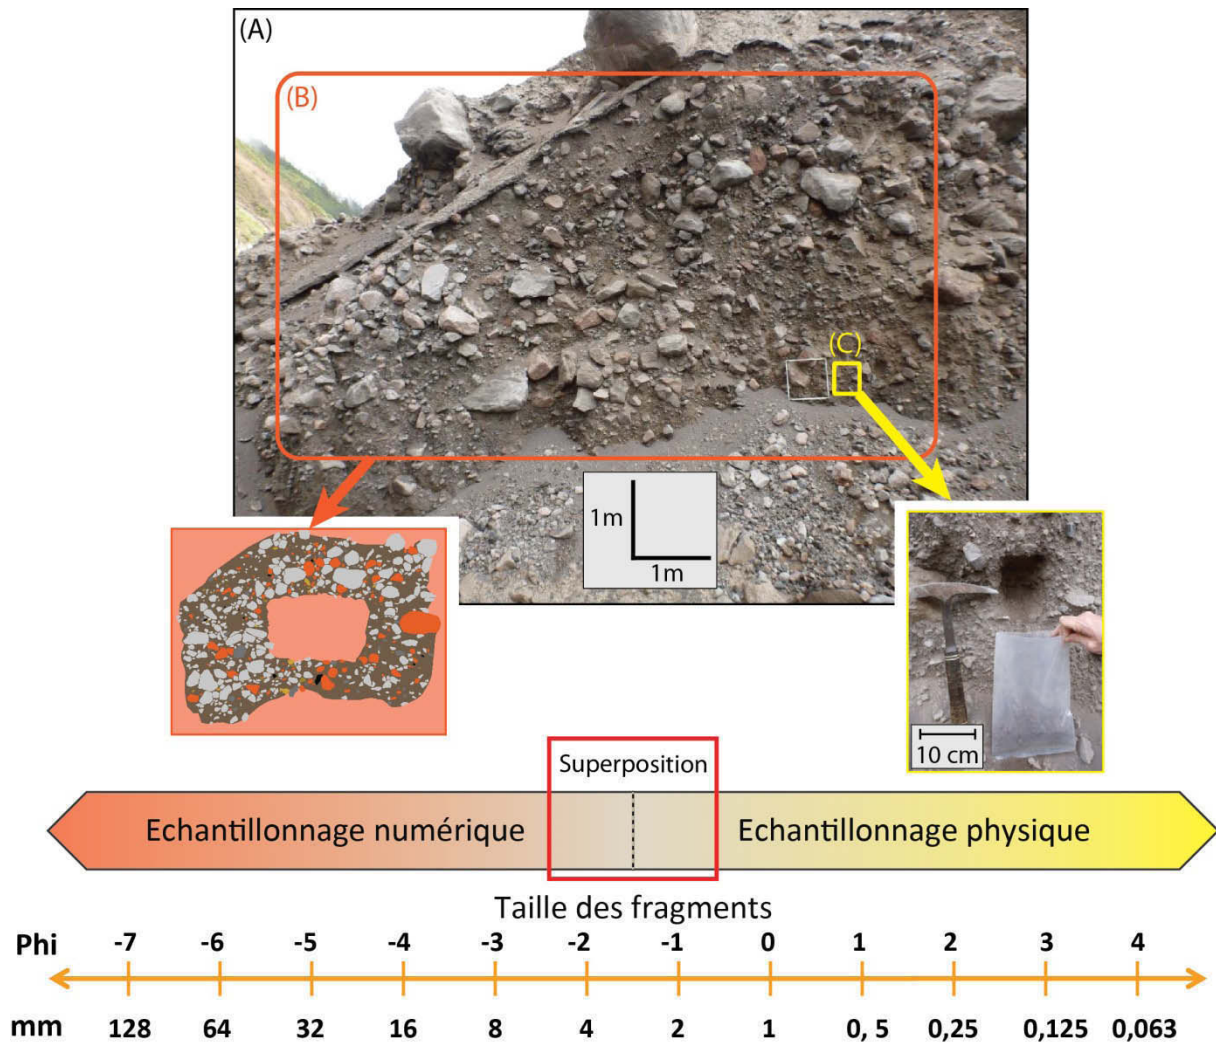 (A)
(B)
(C)
1m
1m
10 cm
Superposition
Echantillonnage numérique Echantillonnage physique
Taille des fragments
Phi -7 -6 -5 -4 -3 -2 -1 0 1 2 3 4
mm 128 64 32 16 8 4 2 1 0, 5 0,25 0,125 0,063